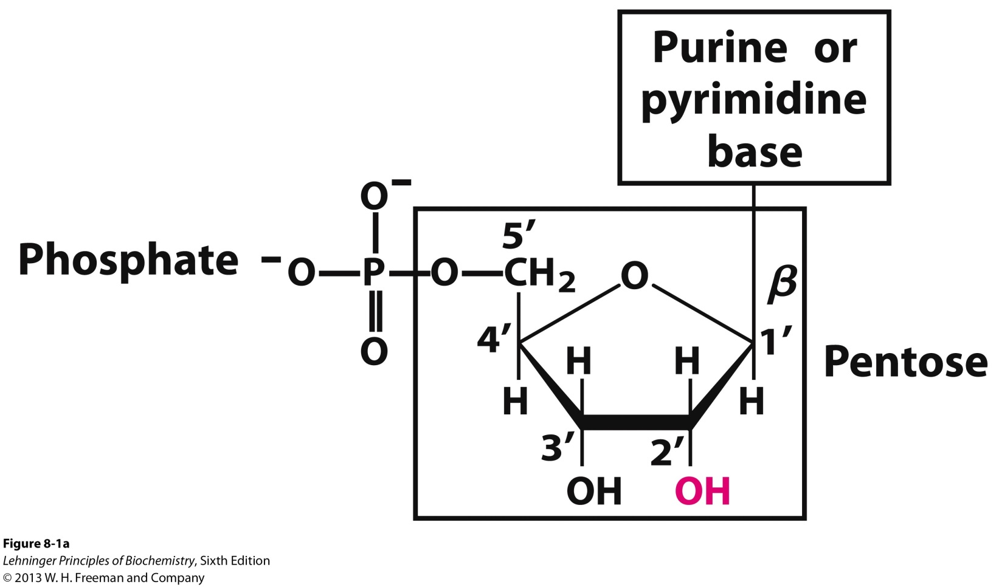 Purine or
pyrimidine
base
O⁻
5′
Phosphate ⁻O P O CH₂ O β
4′ H H 1′
O
Pentose
H H
3′ 2′
OH OH
Figure 8-1a
Lehninger Principles of Biochemistry, Sixth Edition
© 2013 W. H. Freeman and Company